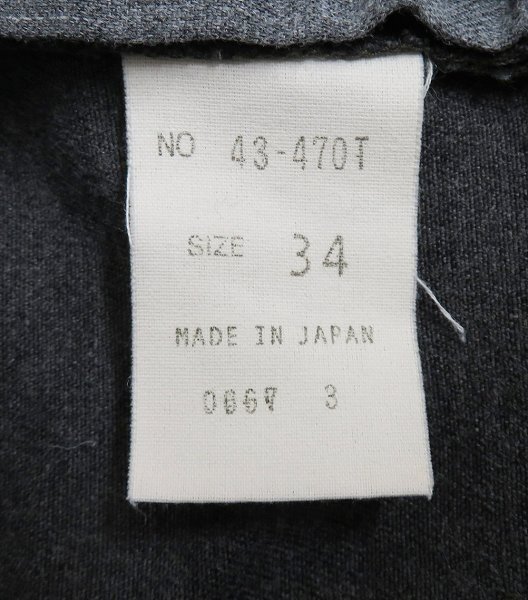 NO 43-470T
SIZE 34
MADE IN JAPAN
3